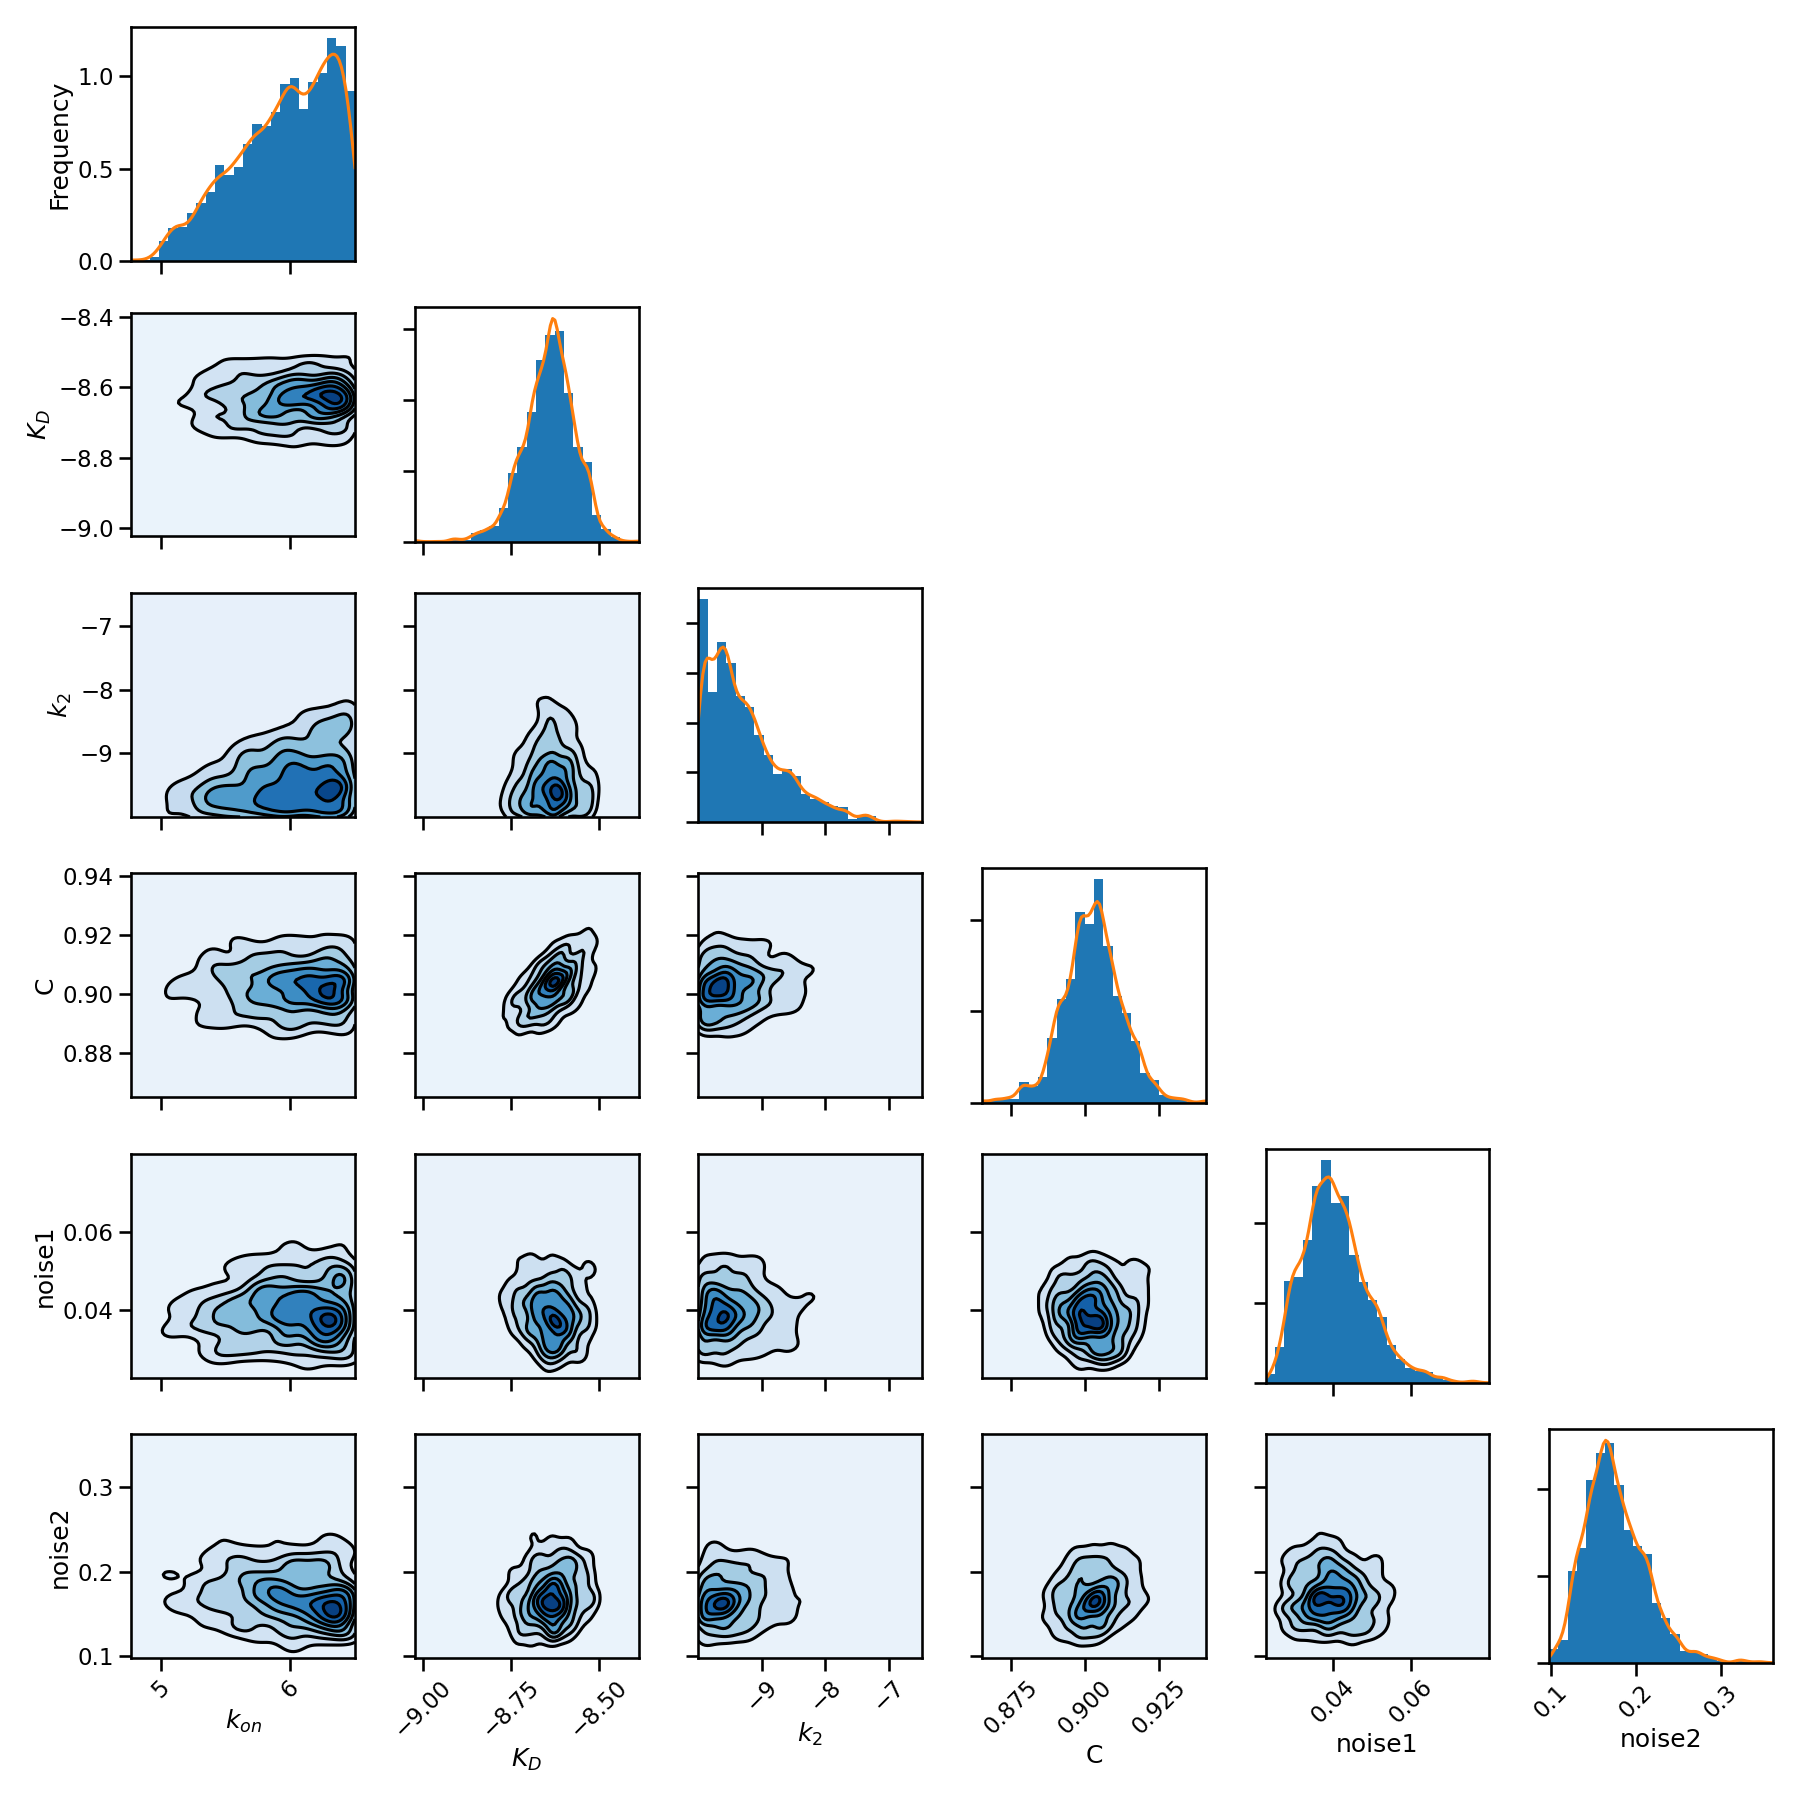 Frequency
1.0
0.5
0.0
K_D
−8.4
−8.6
−8.8
−9.0
k_2
−7
−8
−9
C
0.94
0.92
0.90
0.88
noise1
0.06
0.04
noise2
0.3
0.2
0.1
5 6
−9.00 −8.75 −8.50
−9 −8 −7
0.875 0.900 0.925
0.04 0.06
0.1 0.2 0.3
k_on
K_D
k_2
C
noise1
noise2